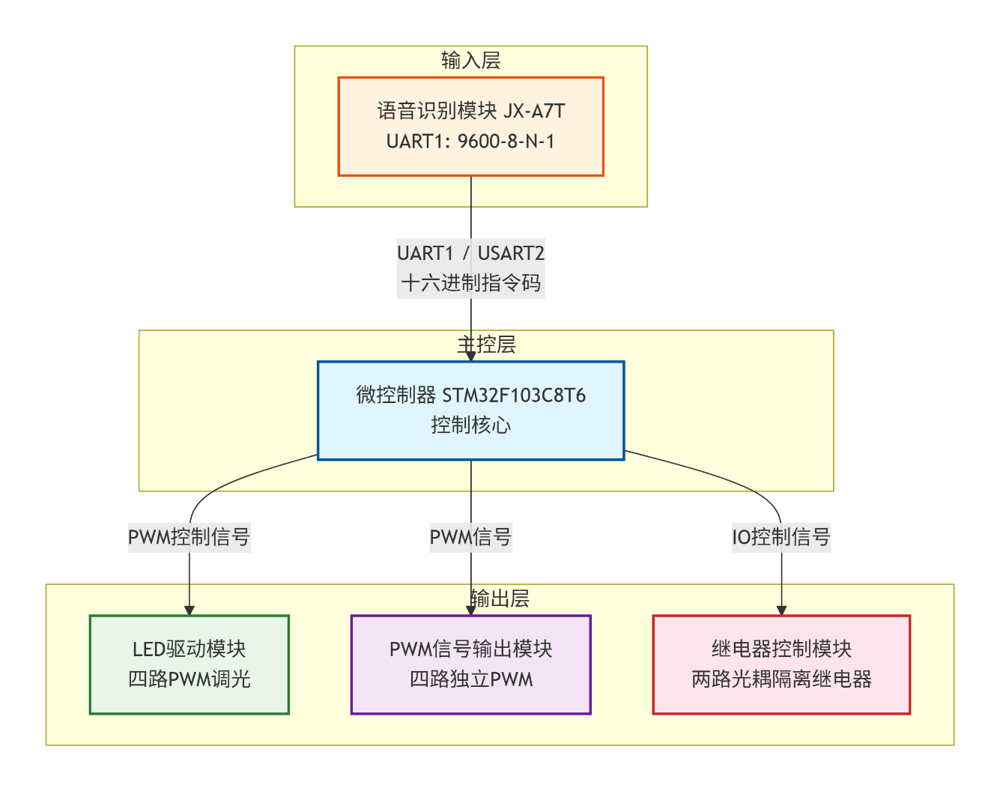 输入层
语音识别模块 JX-A7T
UART1: 9600-8-N-1
UART1 / USART2
十六进制指令码
主控层
微控制器 STM32F103C8T6
控制核心
PWM控制信号
PWM信号
IO控制信号
输出层
LED驱动模块
四路PWM调光
PWM信号输出模块
四路独立PWM
继电器控制模块
两路光耦隔离继电器